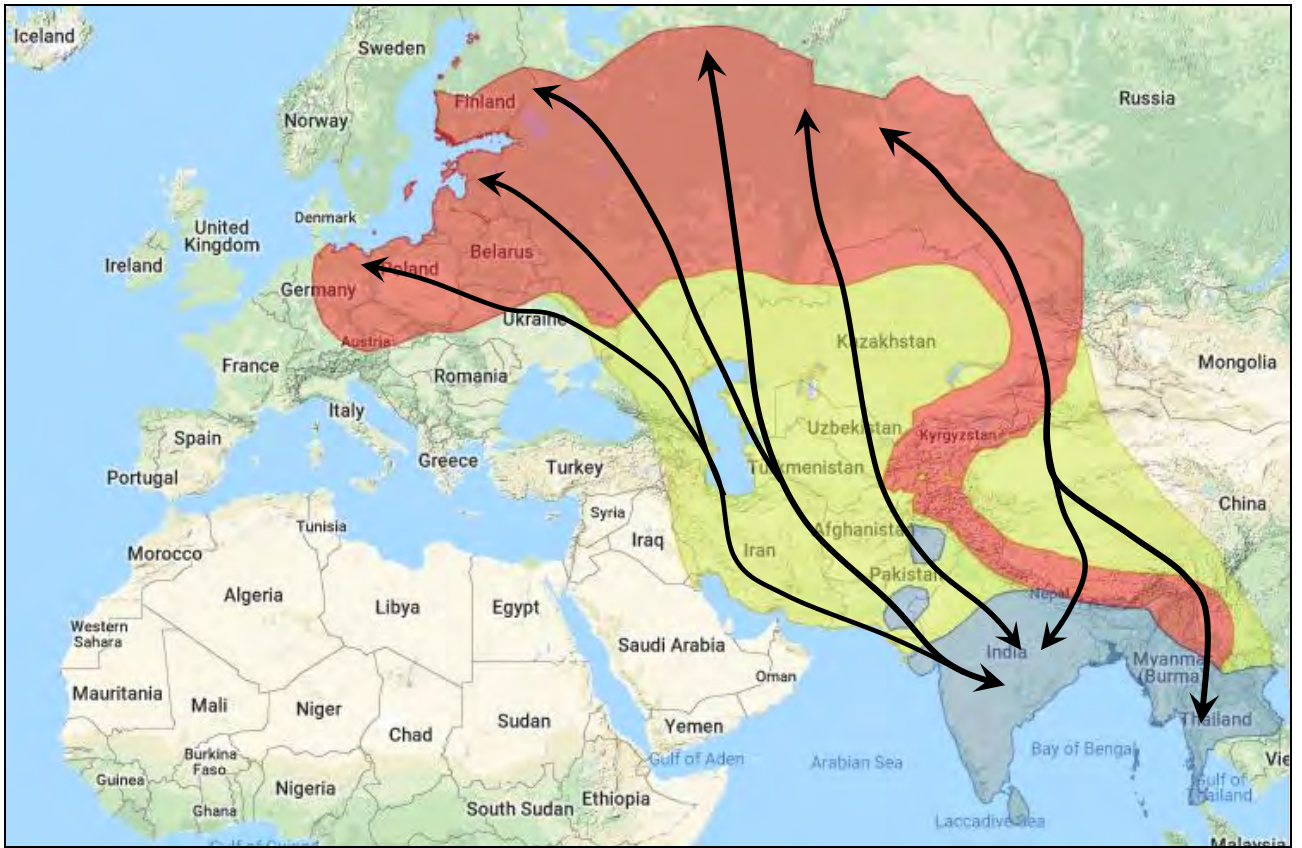 Iceland
Sweden
Finland
Russia
Norway
Denmark
United
Kingdom
Ireland
Belarus
Poland
Germany
Ukraine
Austria
Kazakhstan
France
Romania
Mongolia
Italy
Uzbekistan
Kyrgyzstan
Spain
Greece
Turkey
Turkmenistan
Portugal
China
Syria
Tunisia
Afghanistan
Iraq
Iran
Morocco
Pakistan
Algeria
Libya
Egypt
Nepal
Western
Sahara
Saudi Arabia
India
Myanma
(Burma
Oman
Mauritania
Mali
Niger
Chad
Sudan
Yemen
Thailand
Burkina
Faso
Gulf of Aden
Arabian Sea
Bay of Bengal
Vie
Guinea
Nigeria
Ghana
South Sudan
Ethiopia
Gulf of
Thailand
Laccadive Sea
Malaysia